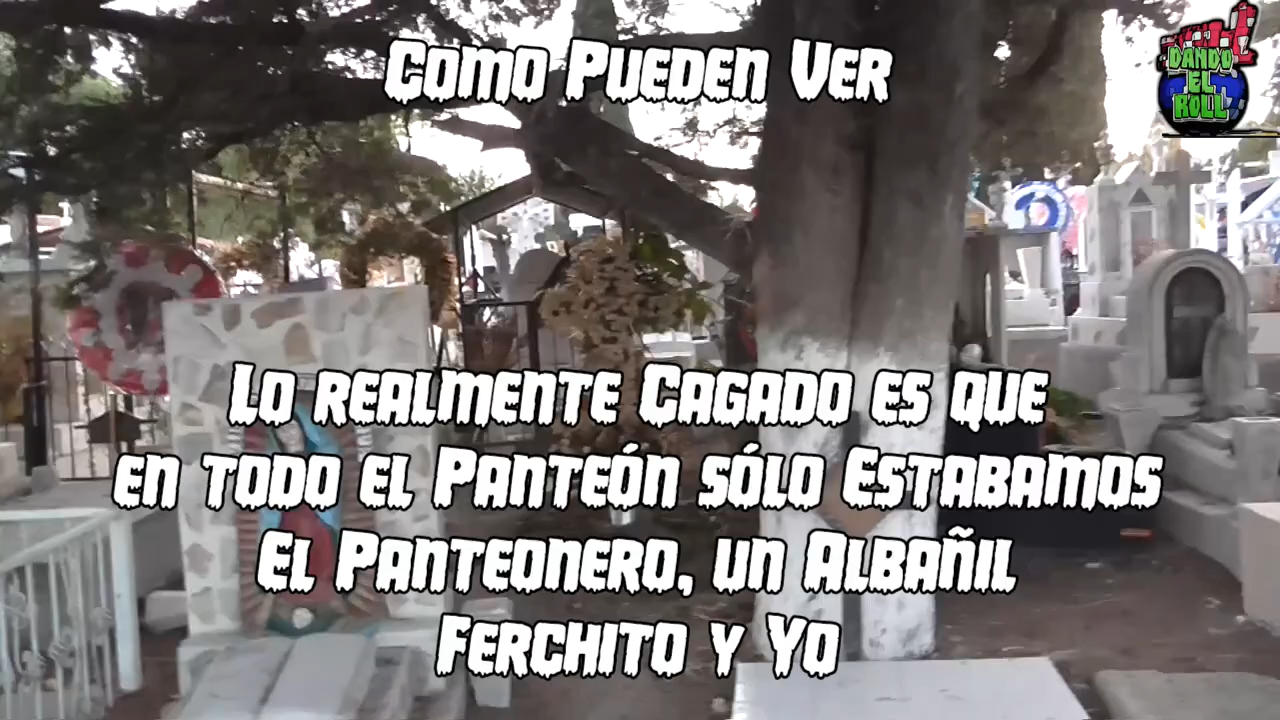 Como Pueden Ver
DANDO
EL
ROLL
Lo realmente Cagado es que
en todo el Panteón sólo Estabamos
El Panteonero, un Albañil
Ferchito y Yo